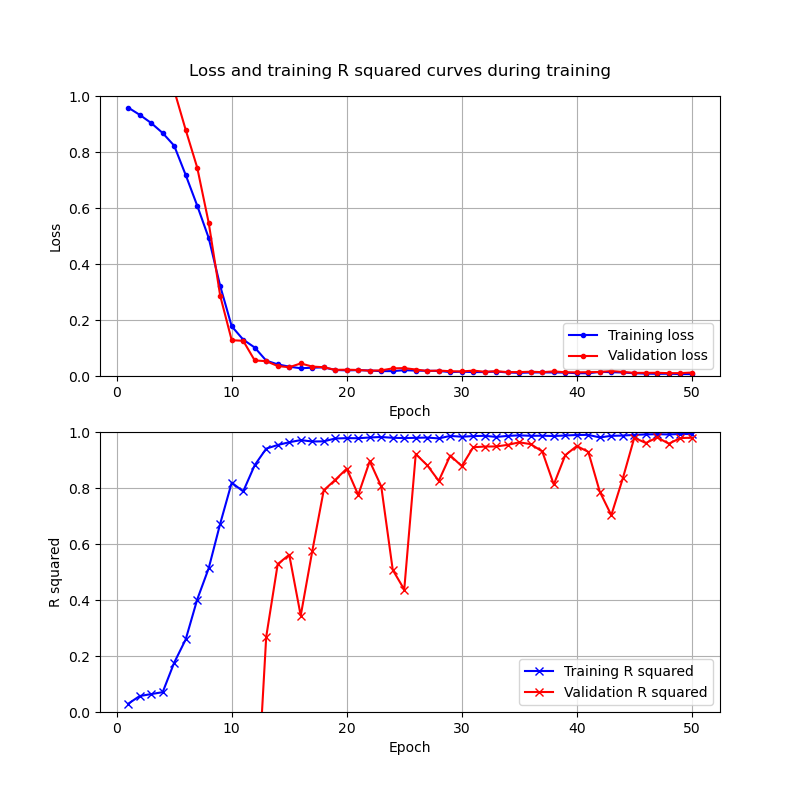 Loss and training R squared curves during training
1.0
0.8
0.6
0.4
0.2
0.0
Loss
Training loss
Validation loss
0 10 20 30 40 50
Epoch
1.0
0.8
0.6
0.4
0.2
0.0
R squared
Training R squared
Validation R squared
0 10 20 30 40 50
Epoch